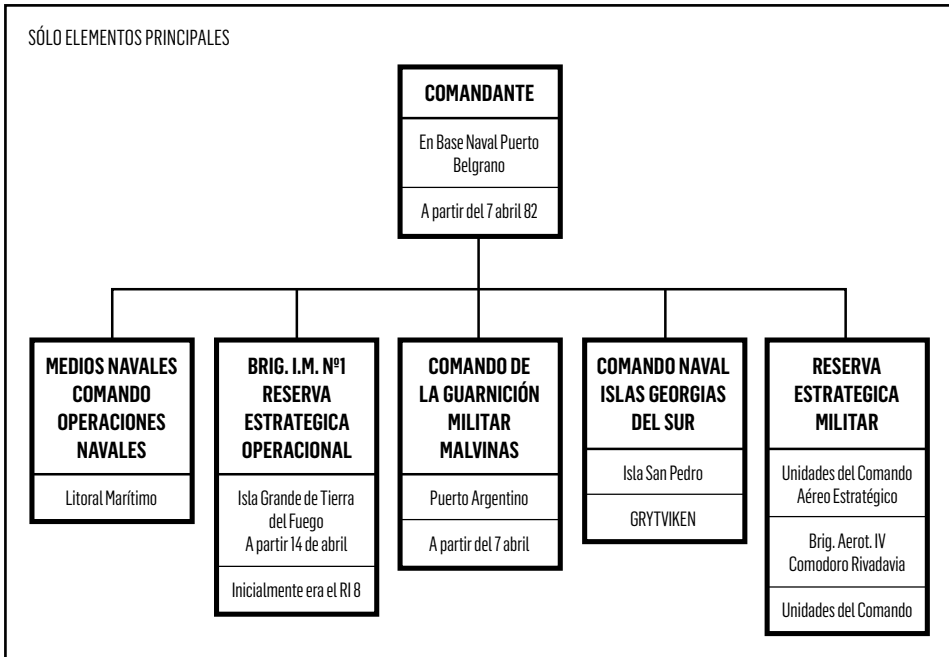 SÓLO ELEMENTOS PRINCIPALES
COMANDANTE
En Base Naval Puerto
Belgrano
A partir del 7 abril 82
MEDIOS NAVALES
COMANDO
OPERACIONES
NAVALES
Litoral Marítimo
BRIG. I.M. Nº1
RESERVA
ESTRATEGICA
OPERACIONAL
Isla Grande de Tierra
del Fuego
A partir 14 de abril
Inicialmente era el RI 8
COMANDO DE
LA GUARNICIÓN
MILITAR
MALVINAS
Puerto Argentino
A partir del 7 abril
COMANDO NAVAL
ISLAS GEORGIAS
DEL SUR
Isla San Pedro
GRYTVIKEN
RESERVA
ESTRATEGICA
MILITAR
Unidades del Comando
Aéreo Estratégico
Brig. Aerot. IV
Comodoro Rivadavia
Unidades del Comando